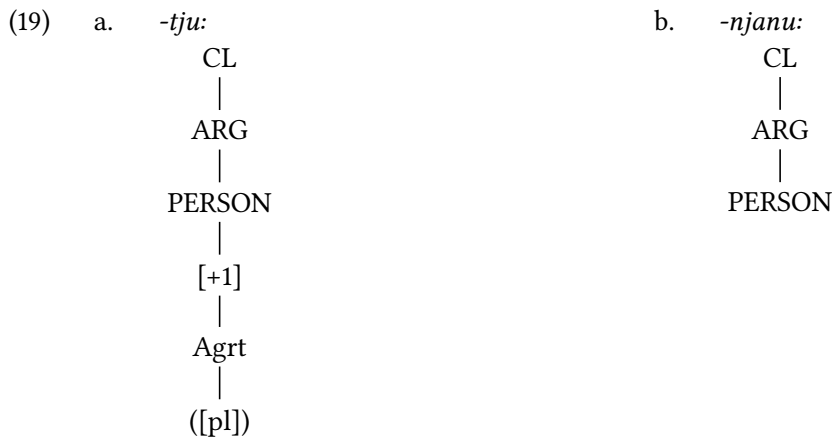 (19) a. -tju: b. -njanu:
CL CL
ARG ARG
PERSON PERSON
[+1]
Agrt
([pl])